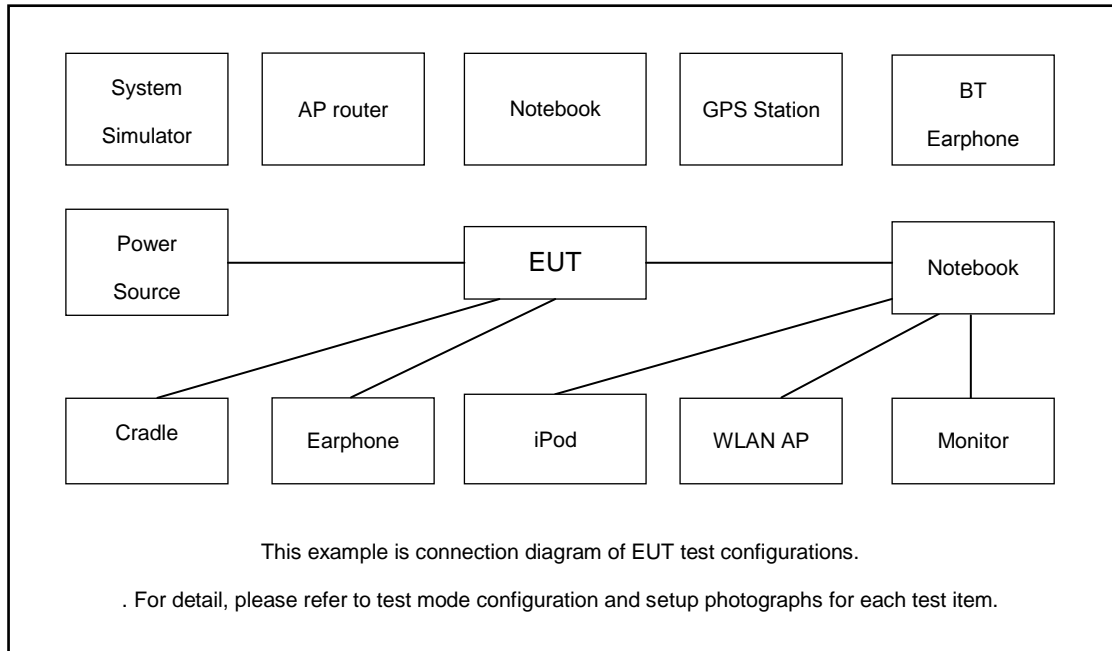 System
Simulator
AP router
Notebook
GPS Station
BT
Earphone
Power
Source
EUT
Notebook
Cradle
Earphone
iPod
WLAN AP
Monitor
This example is connection diagram of EUT test configurations.
. For detail, please refer to test mode configuration and setup photographs for each test item.